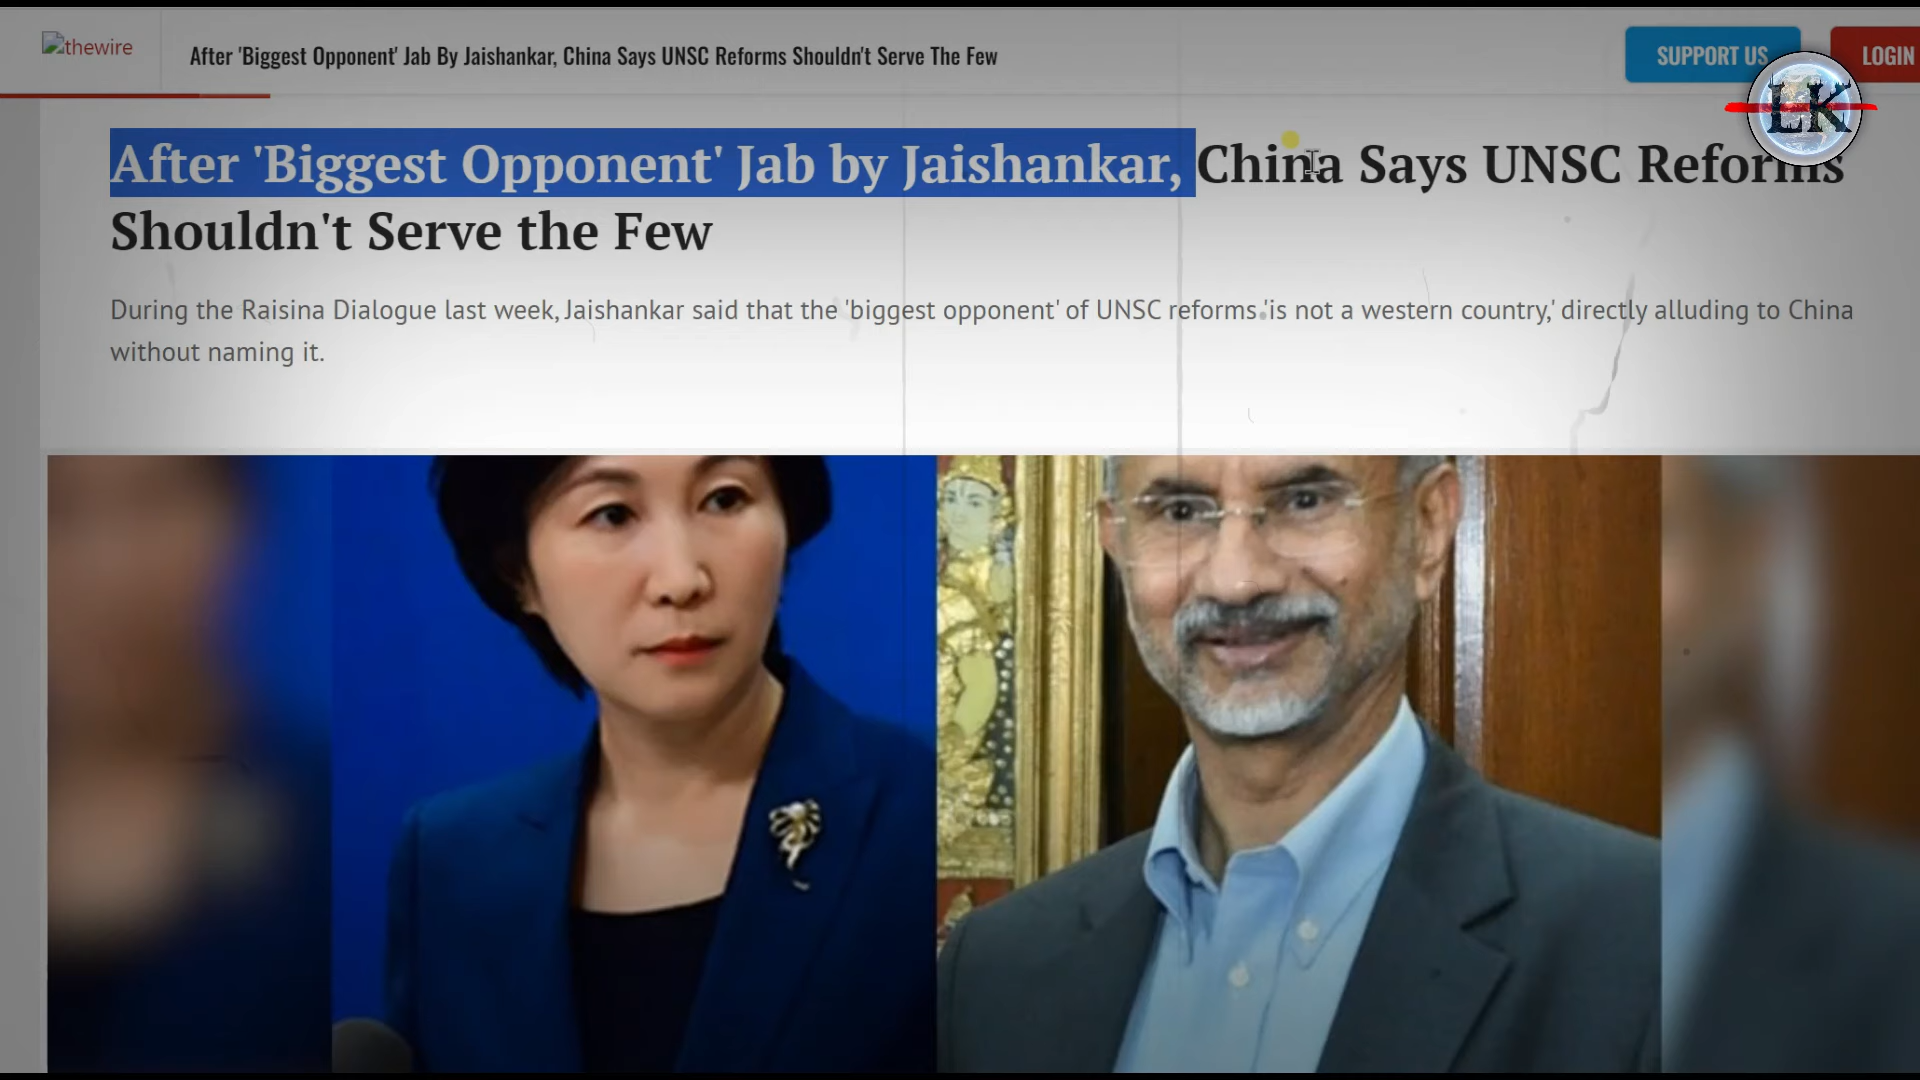 thewire
After 'Biggest Opponent' Jab By Jaishankar, China Says UNSC Reforms Shouldn't Serve The Few
SUPPORT US
LOGIN
LK
After 'Biggest Opponent' Jab by Jaishankar, China Says UNSC Reforms
Shouldn't Serve the Few
During the Raisina Dialogue last week, Jaishankar said that the 'biggest opponent' of UNSC reforms 'is not a western country,' directly alluding to China
without naming it.